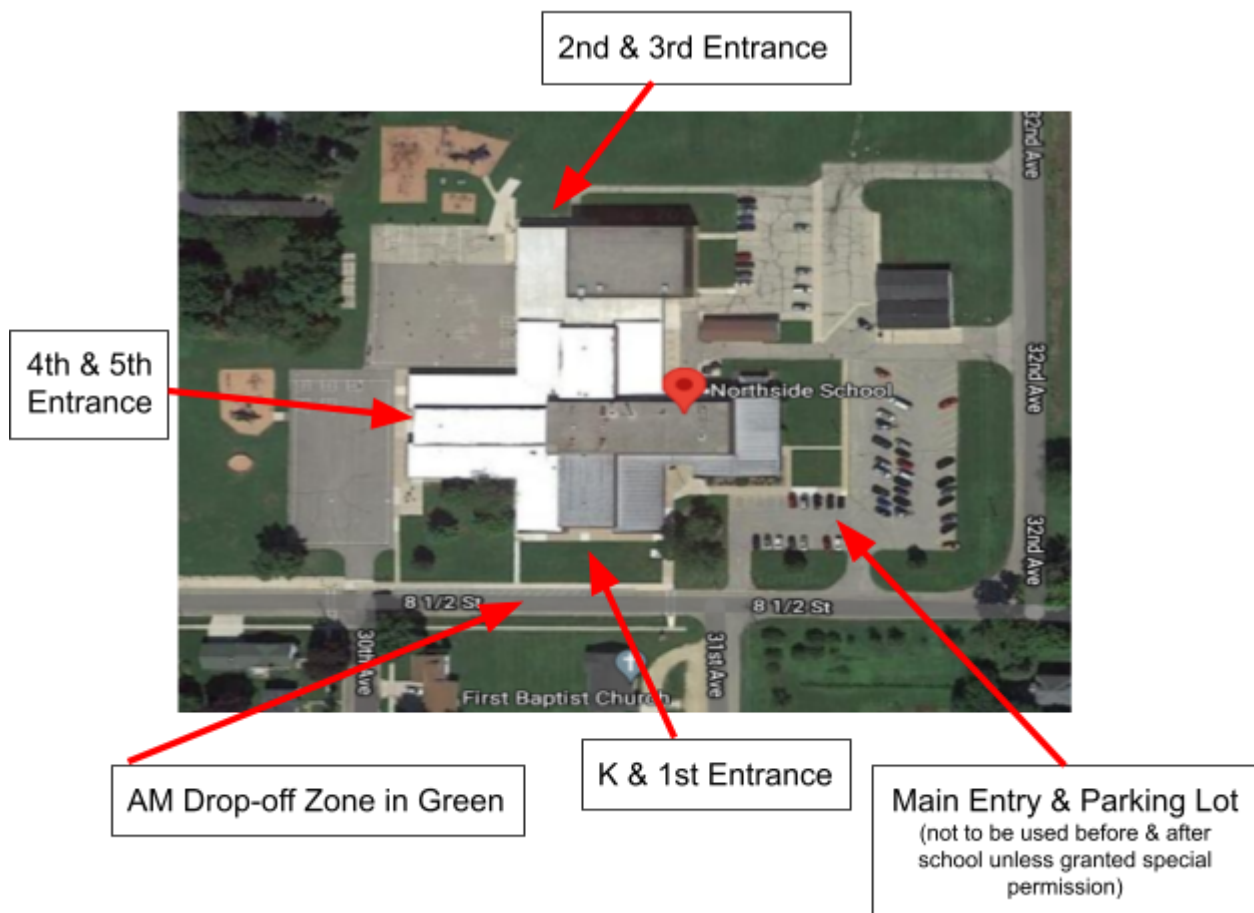 2nd & 3rd Entrance
32nd Ave
4th & 5th
Entrance
32nd Ave
Northside School
32nd Ave
8 1/2 St
8 1/2 St
30th Ave
31st Ave
First Baptist Church
AM Drop-off Zone in Green
K & 1st Entrance
Main Entry & Parking Lot
(not to be used before & after
school unless granted special
permission)